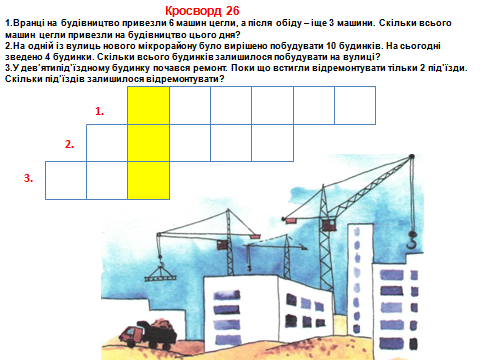 Кросворд 26
1.Вранці на будівництво привезли 6 машин цегли, а після обіду – іще 3 машини. Скільки всього
машин цегли привезли на будівництво цього дня?
2.На одній із вулиць нового мікрорайону було вирішено побудувати 10 будинків. На сьогодні
зведено 4 будинки. Скільки всього будинків залишилося побудувати на вулиці?
3.У дев'ятипід'їздному будинку почався ремонт. Поки що встигли відремонтувати тільки 2 під'їзди.
Скільки під'їздів залишилося відремонтувати?
1.
2.
3.